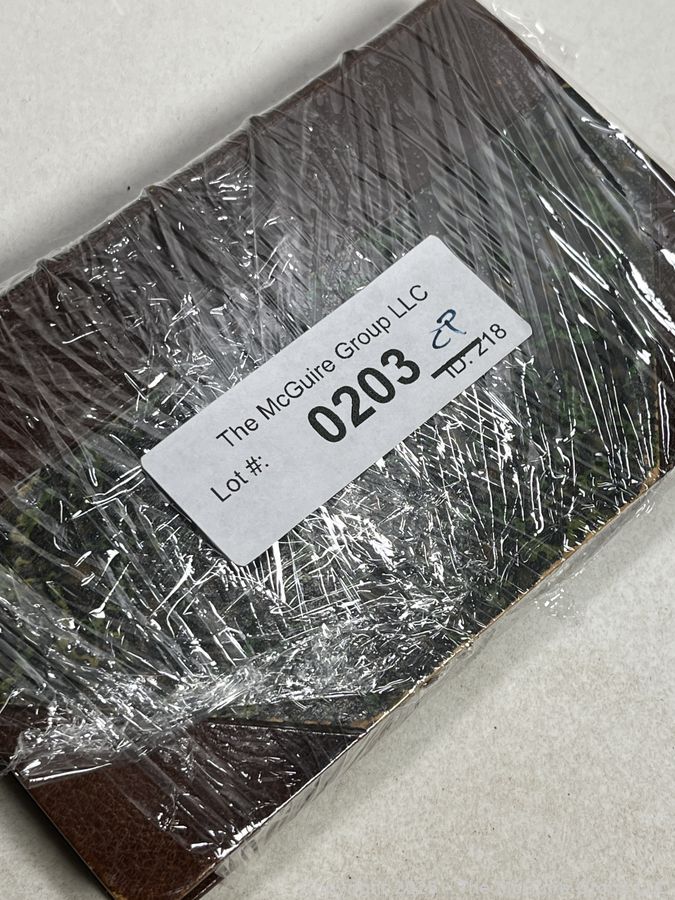 The McGuire Group LLC
Lot #: 0203
CP
ID: Z18